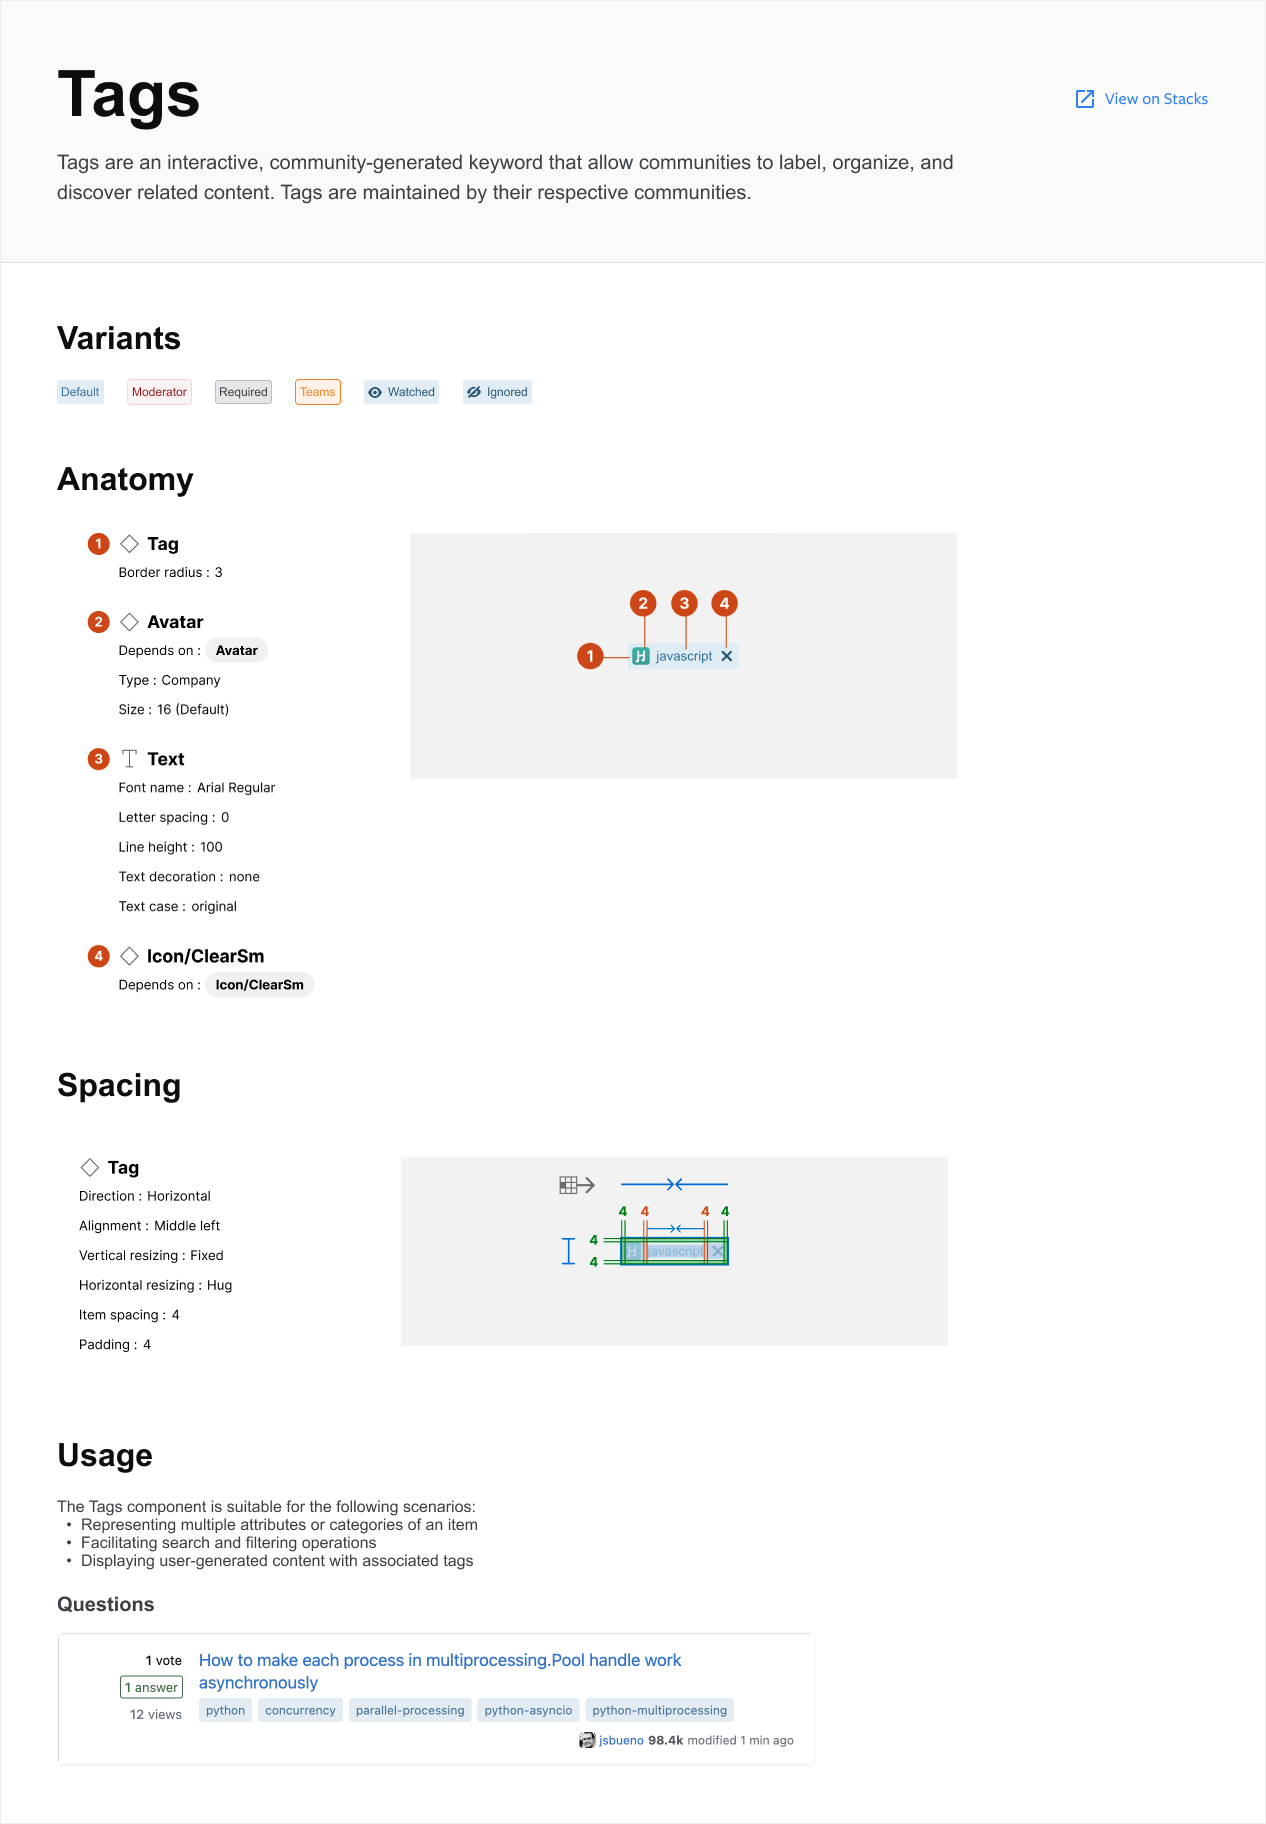 Tags
View on Stacks
Tags are an interactive, community-generated keyword that allow communities to label, organize, and
discover related content. Tags are maintained by their respective communities.
Variants
Default Moderator Required Teams Watched Ignored
Anatomy
1 Tag
Border radius : 3
2 Avatar
Depends on : Avatar
Type : Company
Size : 16 (Default)
3 Text
Font name : Arial Regular
Letter spacing : 0
Line height : 100
Text decoration : none
Text case : original
4 Icon/ClearSm
Depends on : Icon/ClearSm
2 3 4
1 H javascript
Spacing
Tag
Direction : Horizontal
Alignment : Middle left
Vertical resizing : Fixed
Horizontal resizing : Hug
Item spacing : 4
Padding : 4
4 4 4 4
4
H javascript
4
Usage
The Tags component is suitable for the following scenarios:
• Representing multiple attributes or categories of an item
• Facilitating search and filtering operations
• Displaying user-generated content with associated tags
Questions
1 vote
1 answer
12 views
How to make each process in multiprocessing.Pool handle work
asynchronously
python concurrency parallel-processing python-asyncio python-multiprocessing
jsbueno 98.4k modified 1 min ago